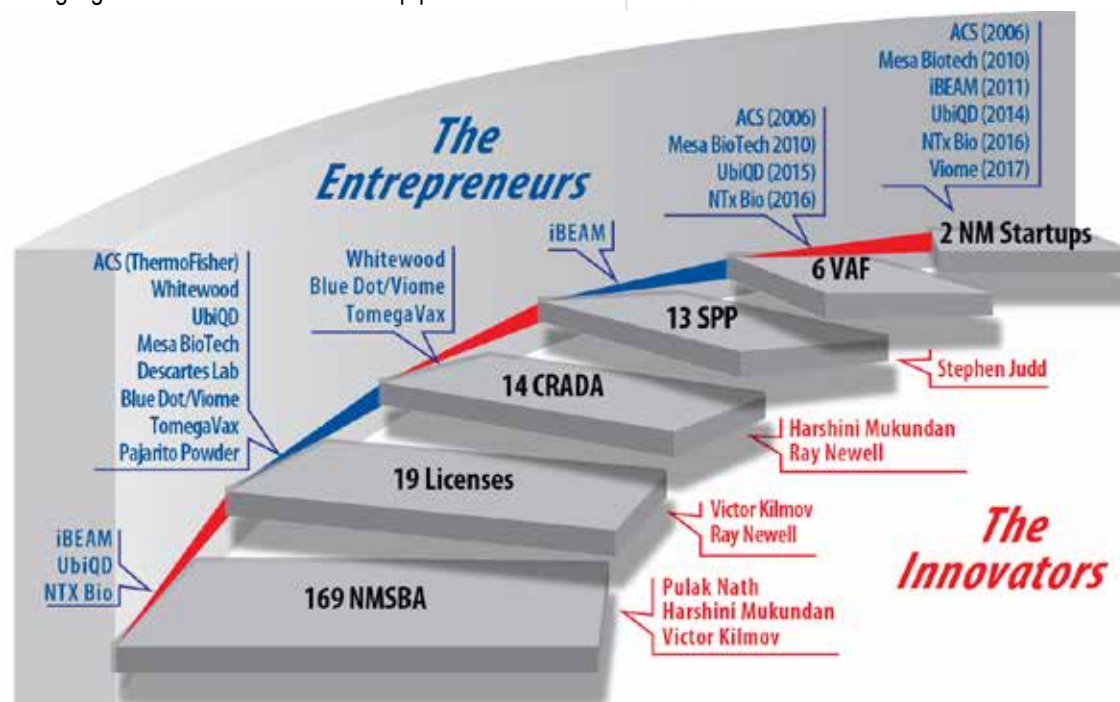 The
Entrepreneurs
ACS (2006)
Mesa Biotech (2010)
iBEAM (2011)
UbiQD (2014)
NTx Bio (2016)
Viome (2017)
ACS (2006)
Mesa BioTech 2010)
UbiQD (2015)
NTx Bio (2016)
iBEAM
Whitewood
Blue Dot/Viome
TomegaVax
ACS (ThermoFisher)
Whitewood
UbiQD
Mesa BioTech
Descartes Lab
Blue Dot/Viome
TomegaVax
Pajarito Powder
iBEAM
UbiQD
NTX Bio
2 NM Startups
6 VAF
13 SPP
14 CRADA
19 Licenses
169 NMSBA
Stephen Judd
Harshini Mukundan
Ray Newell
Victor Kilmov
Ray Newell
Pulak Nath
Harshini Mukundan
Victor Kilmov
The
Innovators